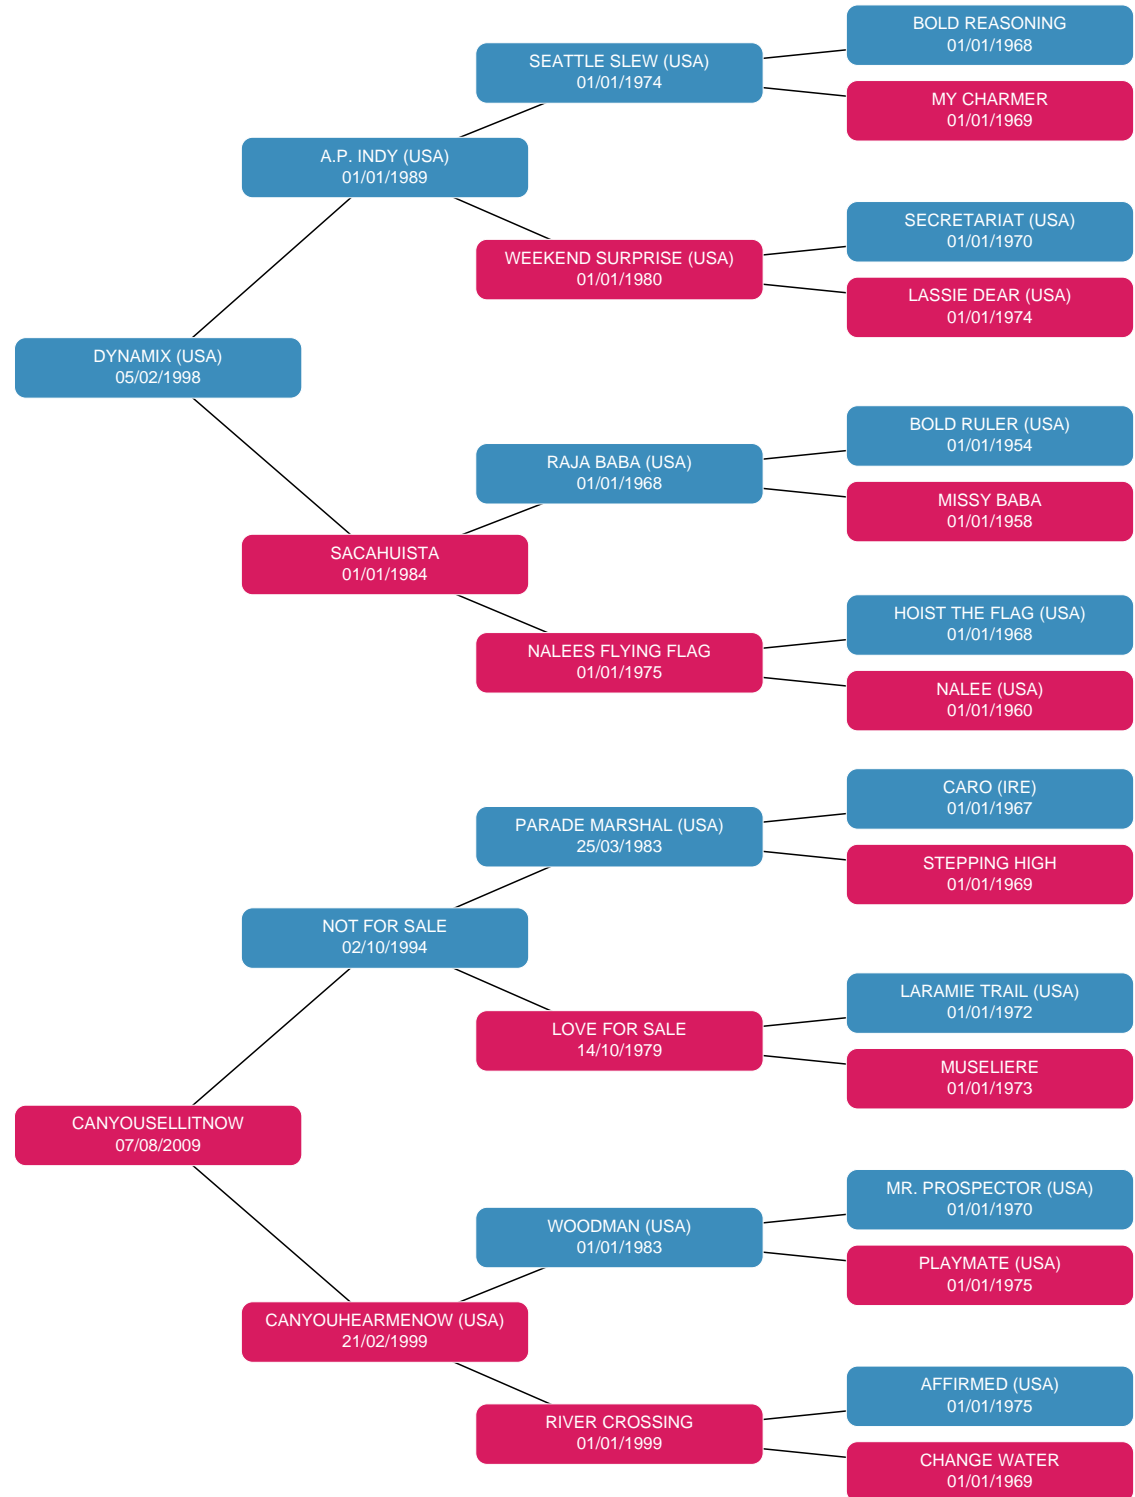 BOLD REASONING
01/01/1968
SEATTLE SLEW (USA)
01/01/1974
MY CHARMER
01/01/1969
A.P. INDY (USA)
01/01/1989
SECRETARIAT (USA)
01/01/1970
WEEKEND SURPRISE (USA)
01/01/1980
LASSIE DEAR (USA)
01/01/1974
DYNAMIX (USA)
05/02/1998
BOLD RULER (USA)
01/01/1954
RAJA BABA (USA)
01/01/1968
MISSY BABA
01/01/1958
SACAHUISTA
01/01/1984
HOIST THE FLAG (USA)
01/01/1968
NALEES FLYING FLAG
01/01/1975
NALEE (USA)
01/01/1960
CARO (IRE)
01/01/1967
PARADE MARSHAL (USA)
25/03/1983
STEPPING HIGH
01/01/1969
NOT FOR SALE
02/10/1994
LARAMIE TRAIL (USA)
01/01/1972
LOVE FOR SALE
14/10/1979
MUSELIERE
01/01/1973
CANYOUSELLITNOW
07/08/2009
MR. PROSPECTOR (USA)
01/01/1970
WOODMAN (USA)
01/01/1983
PLAYMATE (USA)
01/01/1975
CANYOUHEARMENOW (USA)
21/02/1999
AFFIRMED (USA)
01/01/1975
RIVER CROSSING
01/01/1999
CHANGE WATER
01/01/1969